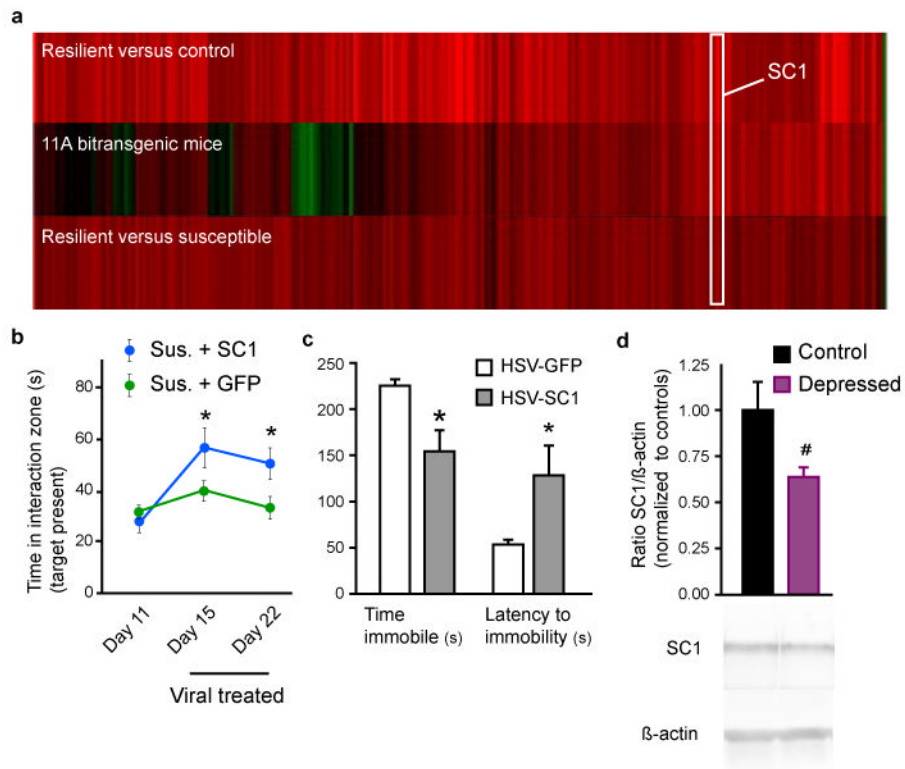 a
Resilient versus control
SC1
11A bitransgenic mice
Resilient versus susceptible
b
Sus. + SC1
Sus. + GFP
Time in interaction zone (s)
(target present)
80
60
40
20
0
*
*
Day 11
Day 15
Day 22
Viral treated
c
250
200
150
100
50
0
HSV-GFP
HSV-SC1
*
*
Time
immobile (s)
Latency to
immobility (s)
d
Control
Depressed
Ratio SC1/ß-actin
(normalized to controls)
1.25
1.00
0.75
0.50
0.25
0.00
#
SC1
ß-actin